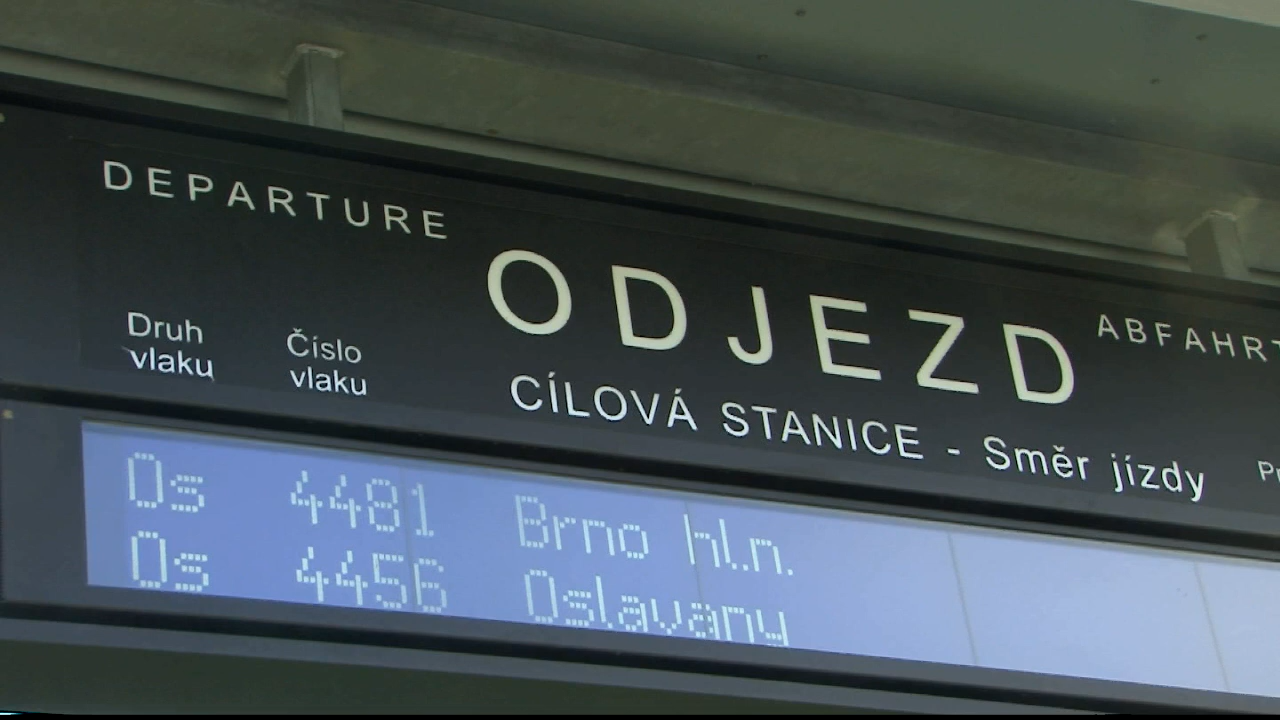 DEPARTURE ODJEZD ABFAHRT
Druh vlaku
Číslo vlaku
CÍLOVÁ STANICE - Směr jízdy
Os 4481 Brno hl.n.
Os 4456 Oslavany